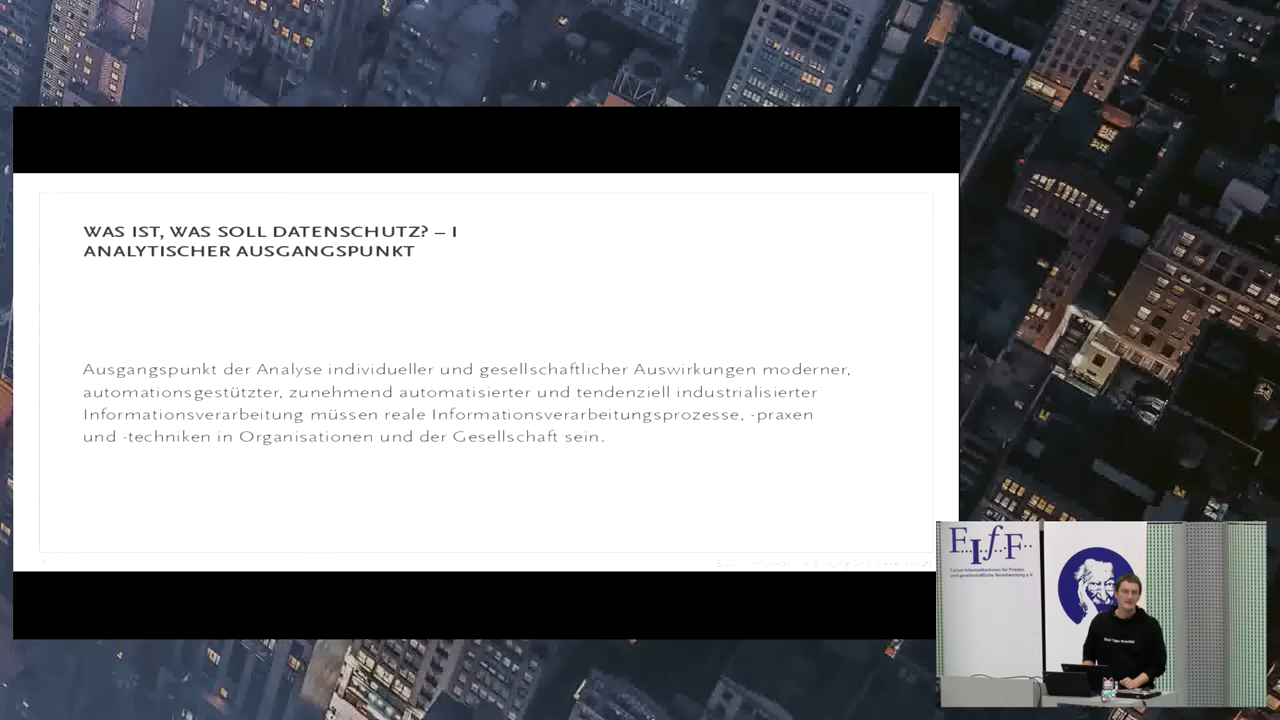 WAS IST, WAS SOLL DATENSCHUTZ? – I
ANALYTISCHER AUSGANGSPUNKT
Ausgangspunkt der Analyse individueller und gesellschaftlicher Auswirkungen moderner,
automationsgestützter, zunehmend automatisierter und tendenziell industrialisierter
Informationsverarbeitung müssen reale Informationsverarbeitungsprozesse, -praxen
und -techniken in Organisationen und der Gesellschaft sein.
F..I..f..F..
Forum InformatikerInnen für Frieden
und gesellschaftliche Verantwortung e.V.